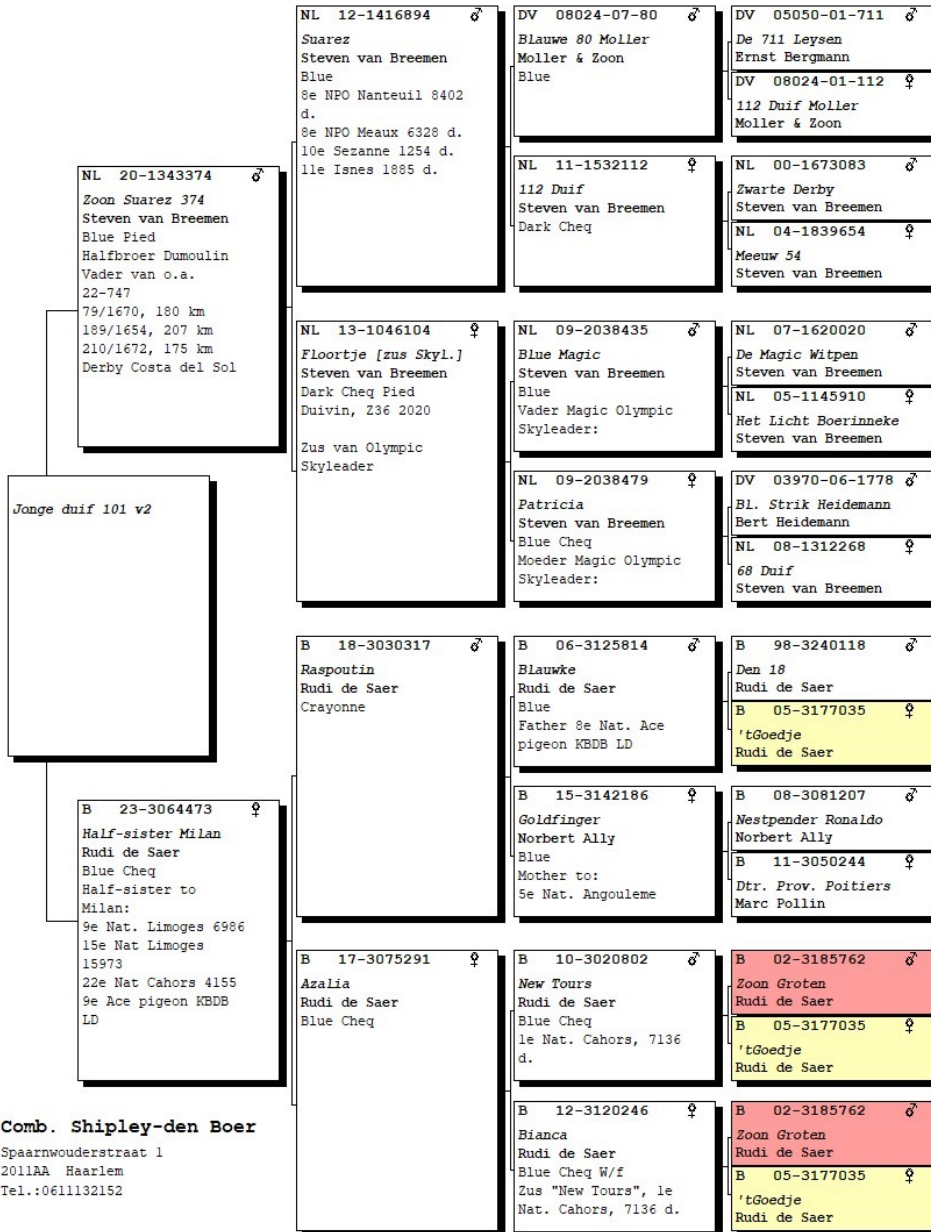 NL 12-1416894 ♂
Suarez
Steven van Breemen
Blue
8e NPO Nanteuil 8402
d.
8e NPO Meaux 6328 d.
10e Sezanne 1254 d.
11e Isnes 1885 d.
DV 08024-07-80 ♂
Blauwe 80 Moller
Moller & Zoon
Blue
DV 05050-01-711 ♂
De 711 Leysen
Ernst Bergmann
DV 08024-01-112 ♀
112 Duif Moller
Moller & Zoon
NL 11-1532112 ♀
112 Duif
Steven van Breemen
Dark Cheq
NL 00-1673083 ♂
Zwarte Derby
Steven van Breemen
NL 04-1839654 ♀
Meeuw 54
Steven van Breemen
NL 20-1343374 ♂
Zoon Suarez 374
Steven van Breemen
Blue Pied
Halfbroer Dumoulin
Vader van o.a.
22-747
79/1670, 180 km
189/1654, 207 km
210/1672, 175 km
Derby Costa del Sol
NL 13-1046104 ♀
Floortje [zus Skyl.]
Steven van Breemen
Dark Cheq Pied
Duivin, Z36 2020
Zus van Olympic
Skyleader
NL 09-2038435 ♂
Blue Magic
Steven van Breemen
Blue
Vader Magic Olympic
Skyleader:
NL 07-1620020 ♂
De Magic Witpen
Steven van Breemen
NL 05-1145910 ♀
Het Licht Boerinneke
Steven van Breemen
NL 09-2038479 ♀
Patricia
Steven van Breemen
Blue Cheq
Moeder Magic Olympic
Skyleader:
DV 03970-06-1778 ♂
Bl. Strik Heidemann
Bert Heidemann
NL 08-1312268 ♀
68 Duif
Steven van Breemen
Jonge duif 101 v2
B 18-3030317 ♂
Raspoutin
Rudi de Saer
Crayonne
B 06-3125814 ♂
Blauwke
Rudi de Saer
Blue
Father 8e Nat. Ace
pigeon KBDB LD
B 98-3240118 ♂
Den 18
Rudi de Saer
B 05-3177035 ♀
'tGoedje
Rudi de Saer
B 15-3142186 ♀
Goldfinger
Norbert Ally
Blue
Mother to:
5e Nat. Angouleme
B 08-3081207 ♂
Nestpender Ronaldo
Norbert Ally
B 11-3050244 ♀
Dtr. Prov. Poitiers
Marc Pollin
B 23-3064473 ♀
Half-sister Milan
Rudi de Saer
Blue Cheq
Half-sister to
Milan:
9e Nat. Limoges 6986
15e Nat Limoges
15973
22e Nat Cahors 4155
9e Ace pigeon KBDB
LD
B 17-3075291 ♀
Azalia
Rudi de Saer
Blue Cheq
B 10-3020802 ♂
New Tours
Rudi de Saer
Blue Cheq
1e Nat. Cahors, 7136
d.
B 02-3185762 ♂
Zoon Groten
Rudi de Saer
B 05-3177035 ♀
'tGoedje
Rudi de Saer
B 12-3120246 ♀
Bianca
Rudi de Saer
Blue Cheq W/f
Zus "New Tours", 1e
Nat. Cahors, 7136 d.
B 02-3185762 ♂
Zoon Groten
Rudi de Saer
B 05-3177035 ♀
'tGoedje
Rudi de Saer
Comb. Shipley-den Boer
Spaarnwouderstraat 1
2011AA Haarlem
Tel.:0611132152